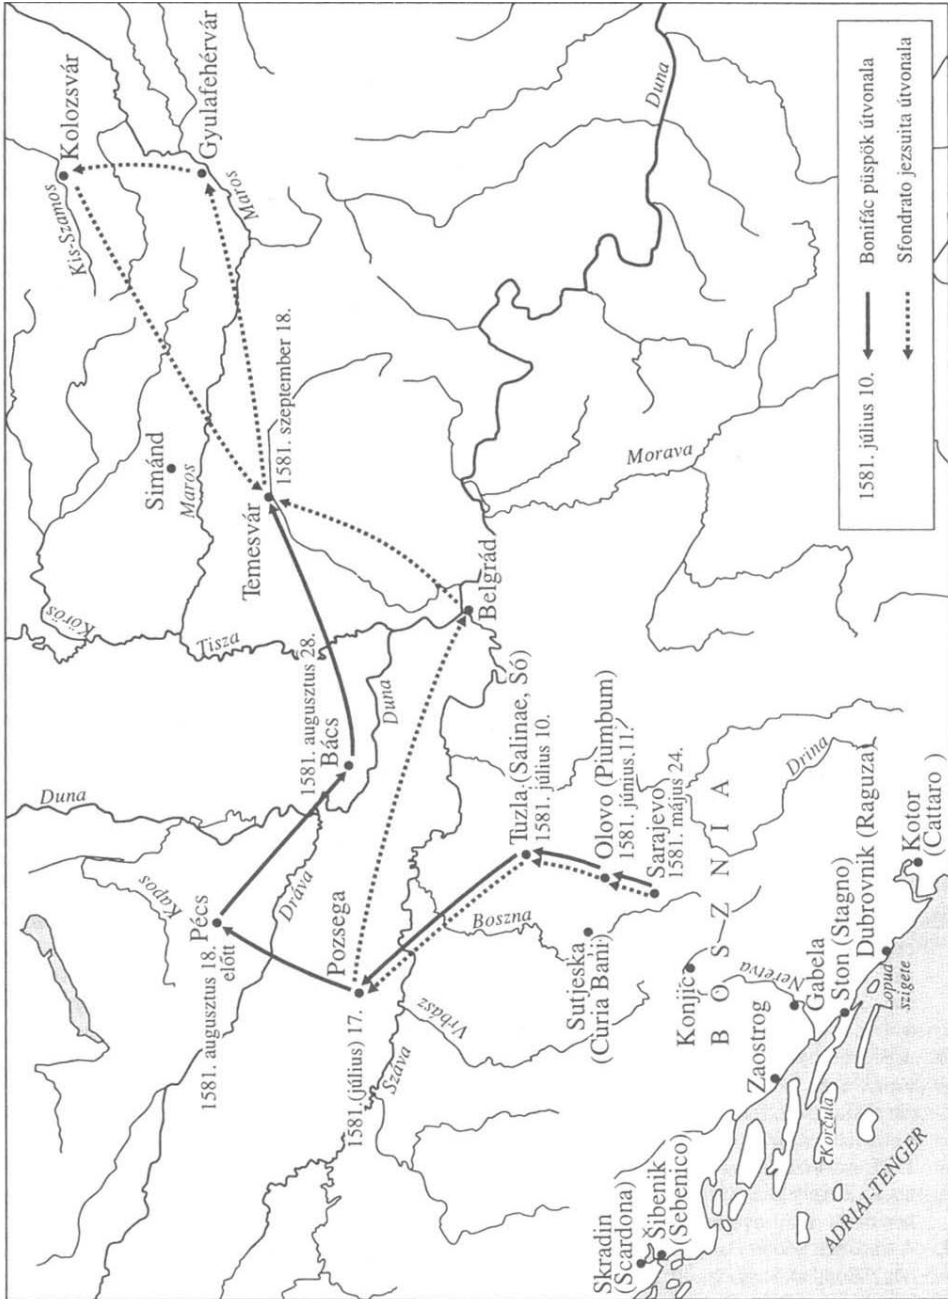 Kolozsvár
Kis-Szamos
Gyulafehérvár
Maros
Duna
1581. július 10.
Bonifác püspök útvonala
Sfondrato jezsuita útvonala
Simánd
Maros
Temesvár
1581. szeptember 18.
Morava
Körös
Tisza
Belgrád
1581. augusztus 28.
Bács
Duna
Duna
Kapos
Pécs
1581. augusztus 18.
előtt
Dráva
Pozsega
1581.(július) 17.
Száva
Vrbász
Boszna
Tuzla (Salinae, Só)
1581. július 10.
Olovo (Piumbum)
1581. június.11?
Sarajevo
1581. május 24.
Sutjeska
(Curia Bani)
Konjic
BOSZNIA
Drina
Neretva
Gabela
Zaostrog
Ston (Stagno)
Dubrovnik (Raguza)
Lopud
szigete
Kotor
(Cattaro )
Korčula
Skradin
(Scardona)
Šibenik
(Sebenico)
ADRIAI-TENGER